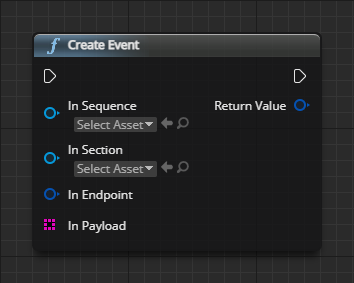 Create Event
In Sequence
Return Value
Select Asset
In Section
Select Asset
In Endpoint
In Payload